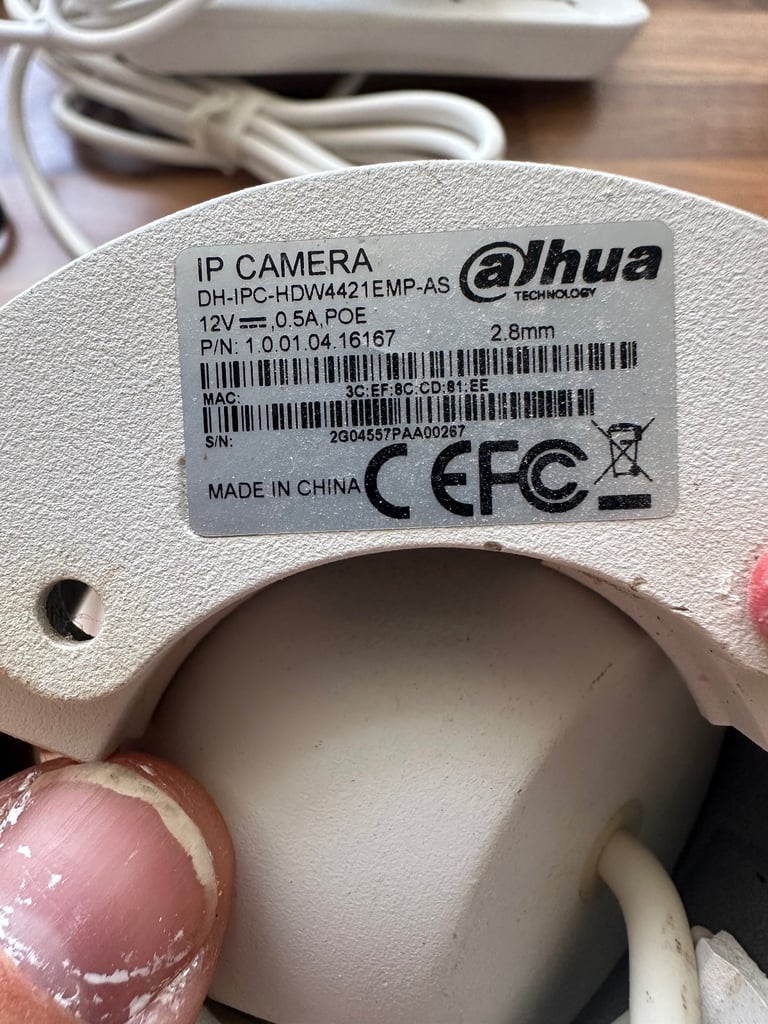 IP CAMERA
alhua
TECHNOLOGY
DH-IPC-HDW4421EMP-AS
12V⎓,0.5A,POE
P/N: 1.0.01.04.16167 2.8mm
MAC: 3C:EF:8C:CD:81:EE
S/N: 2G04557PAA00267
MADE IN CHINA CE FC